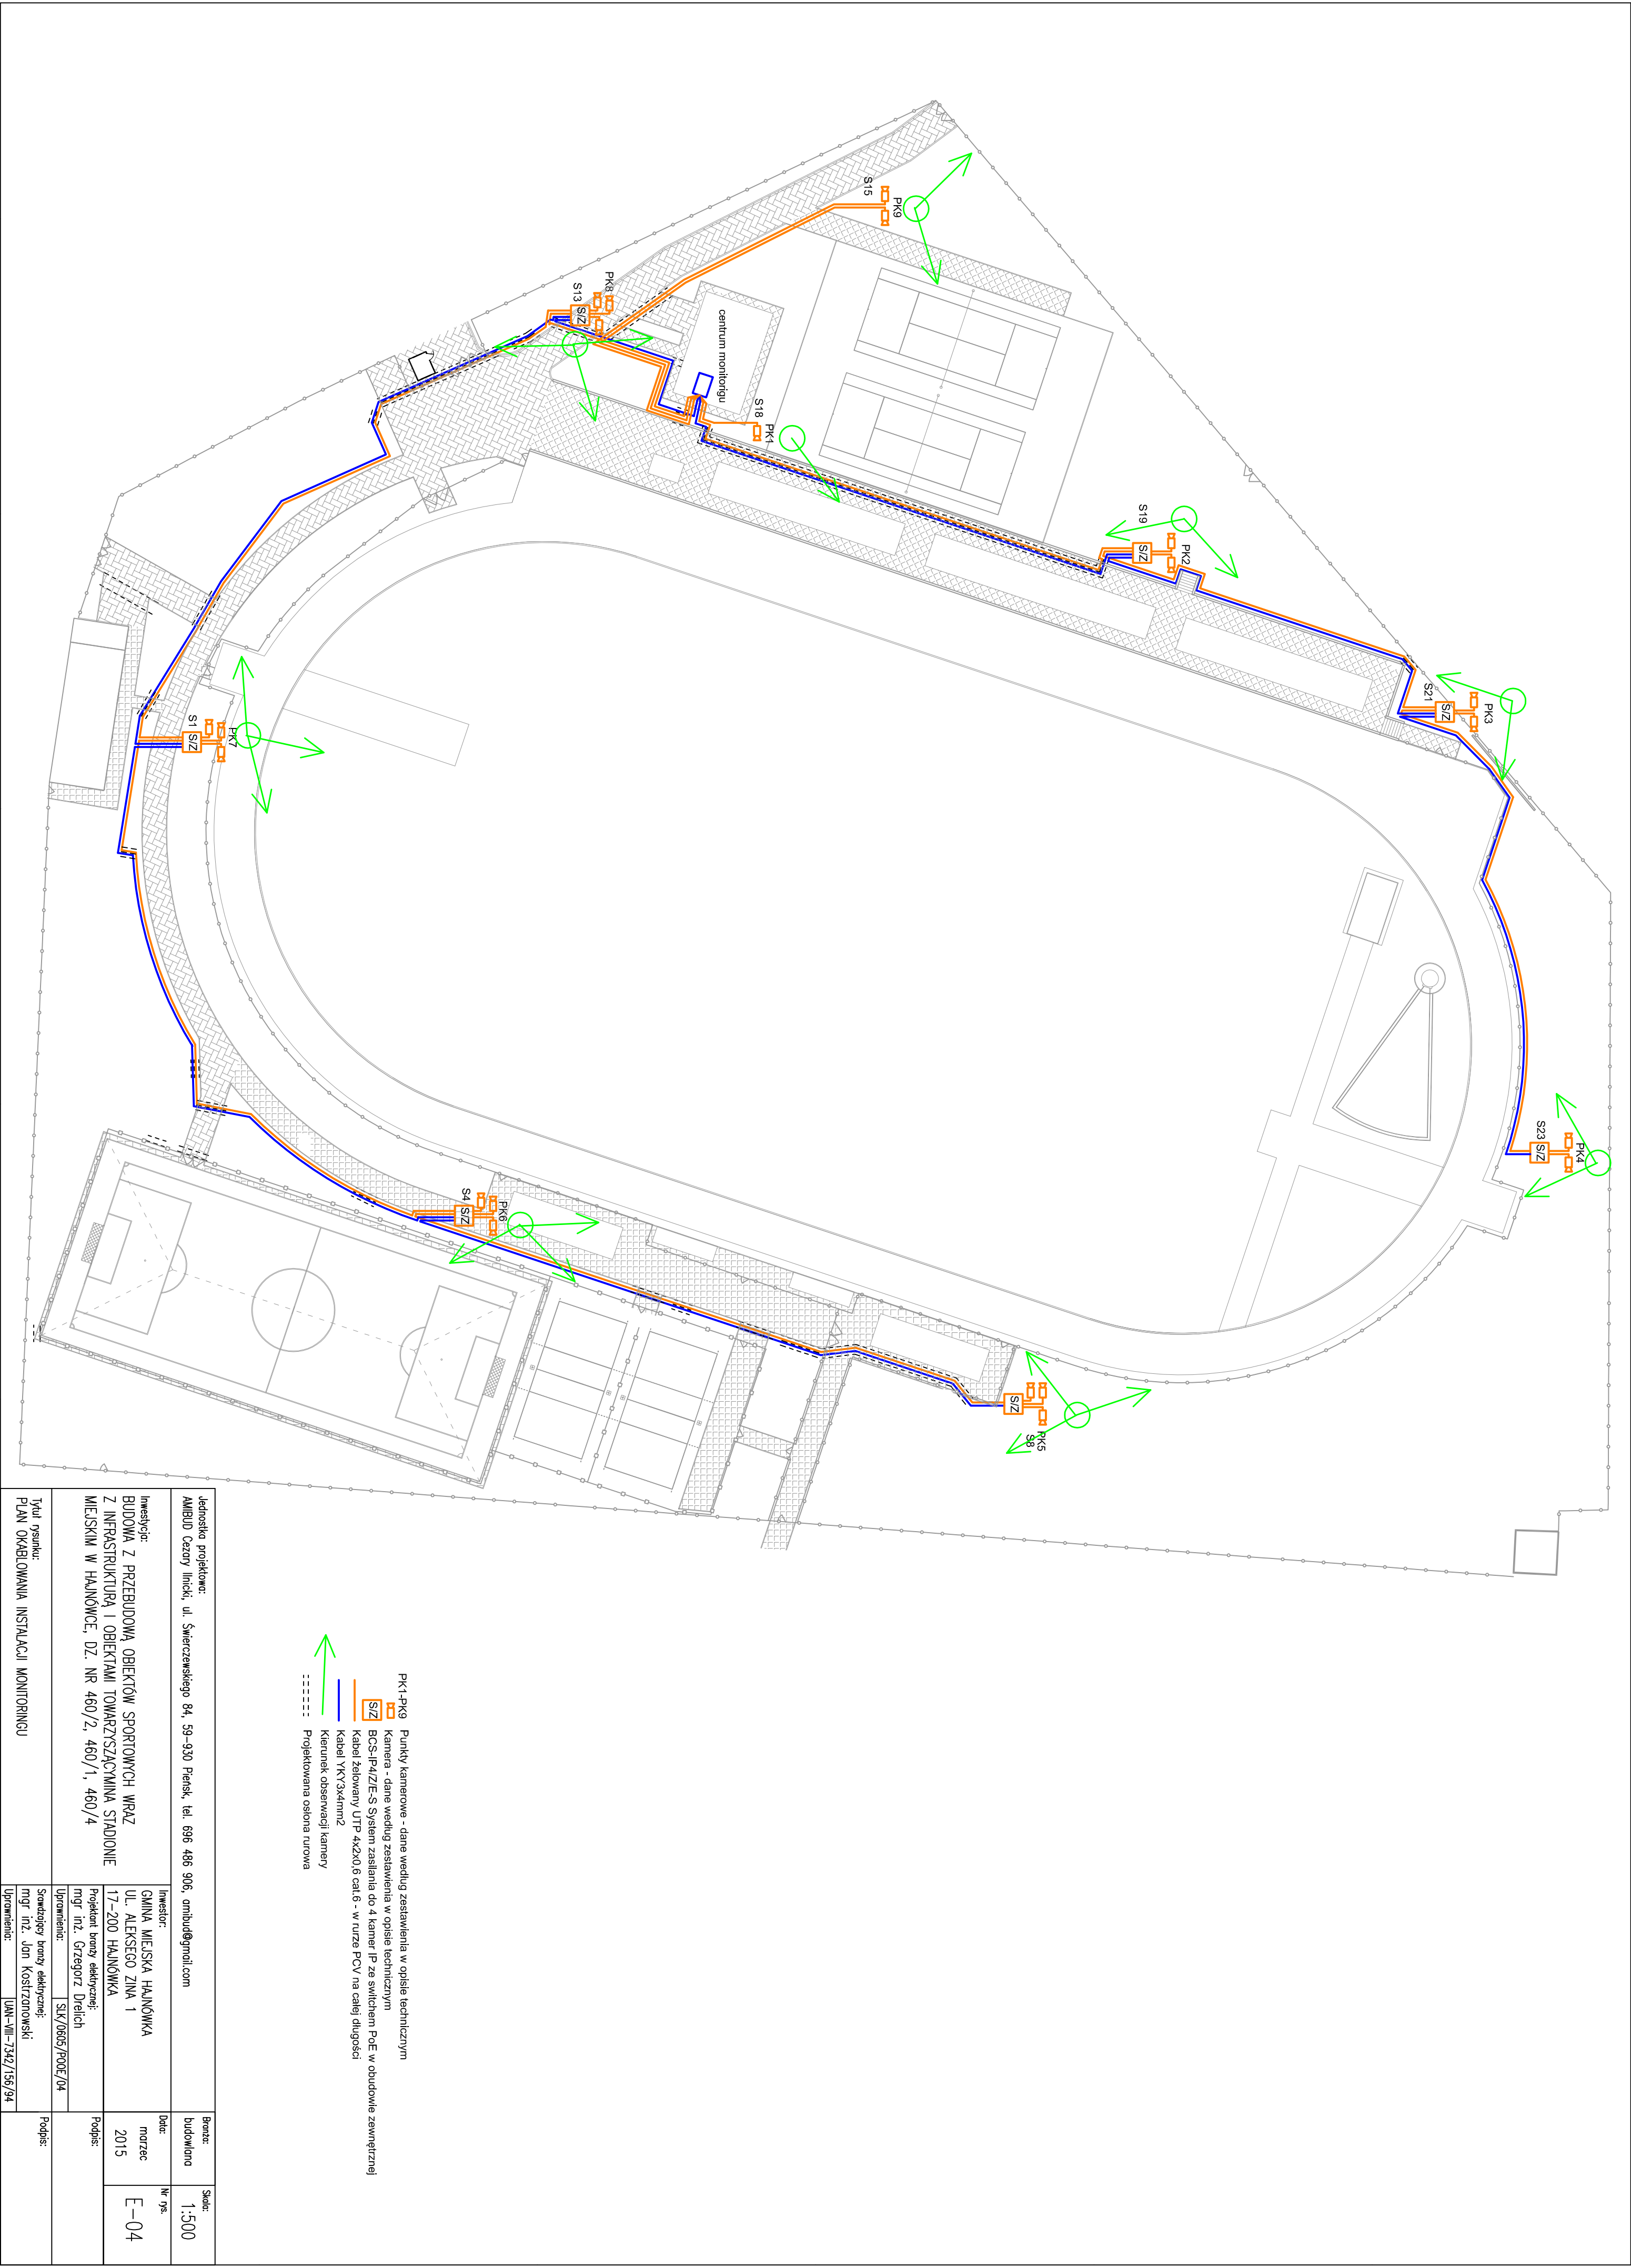 S15
PK9
PK8
S13
S/Z
centrum monitorigu
S18
PK1
S19
S/Z
PK2
S21
S/Z
PK3
S23
S/Z
PK4
S1
S/Z
PK7
S4
S/Z
PK6
S/Z
PK5
S8
PK1-PK9 Punkty kamerowe - dane według zestawienia w opisie technicznym
Kamera - dane według zestawienia w opisie technicznym
S/Z BCS-IP4/Z/E-S System zasilania do 4 kamer IP ze switchem PoE w obudowie zewnętrznej
Kabel żelowany UTP 4x2x0,6 cat.6 - w rurze PCV na całej długości
Kabel YKY3x4mm2
Kierunek obserwacji kamery
Projektowana osłona rurowa
Jednostka projektowa:
AMIBUD Cezary Ilnicki, ul. Świerczewskiego 84, 59-930 Pieńsk, tel. 696 486 906, amibud@gmail.com
Branża:
budowlana
Skala:
1:500
Inwestycja:
BUDOWA Z PRZEBUDOWĄ OBIEKTÓW SPORTOWYCH WRAZ
Z INFRASTRUKTURĄ I OBIEKTAMI TOWARZYSZĄCYMINA STADIONIE
MIEJSKIM W HAJNÓWCE, DZ. NR 460/2, 460/1, 460/4
Inwestor:
GMINA MIEJSKA HAJNÓWKA
UL. ALEKSEGO ZINA 1
17-200 HAJNÓWKA
Data:
marzec
2015
Nr rys.
E-04
Projektant branży elektrycznej:
mgr inż. Grzegorz Drelich
Uprawnienia:
SLK/0605/POOE/04
Podpis:
Tytuł rysunku:
PLAN OKABLOWANIA INSTALACJI MONITORINGU
Srawdzający branży elektrycznej:
mgr inż. Jan Kostrzanowski
Uprawnienia:
UAN-VIII-7342/156/94
Podpis: